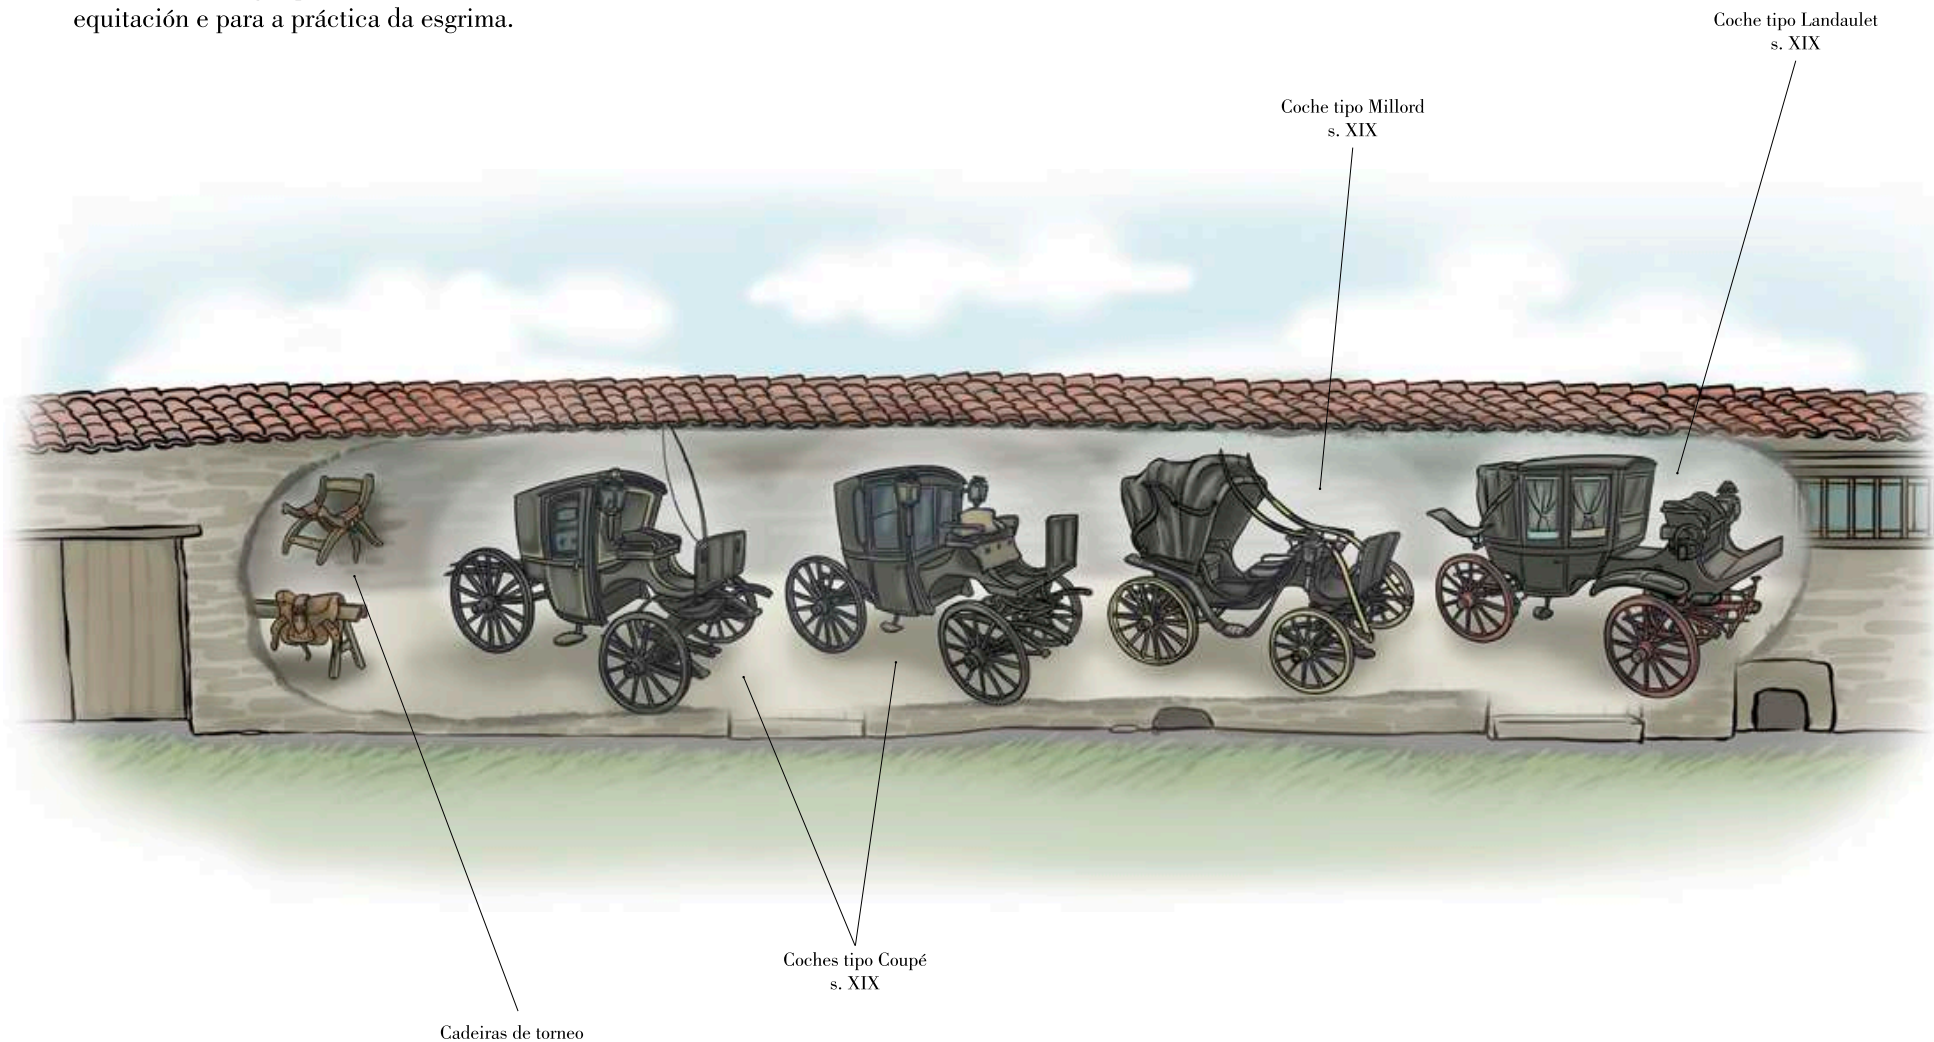 equitación e para a práctica da esgrima.
Coche tipo Landaulet
s. XIX
Coche tipo Millord
s. XIX
Coches tipo Coupé
s. XIX
Cadeiras de torneo